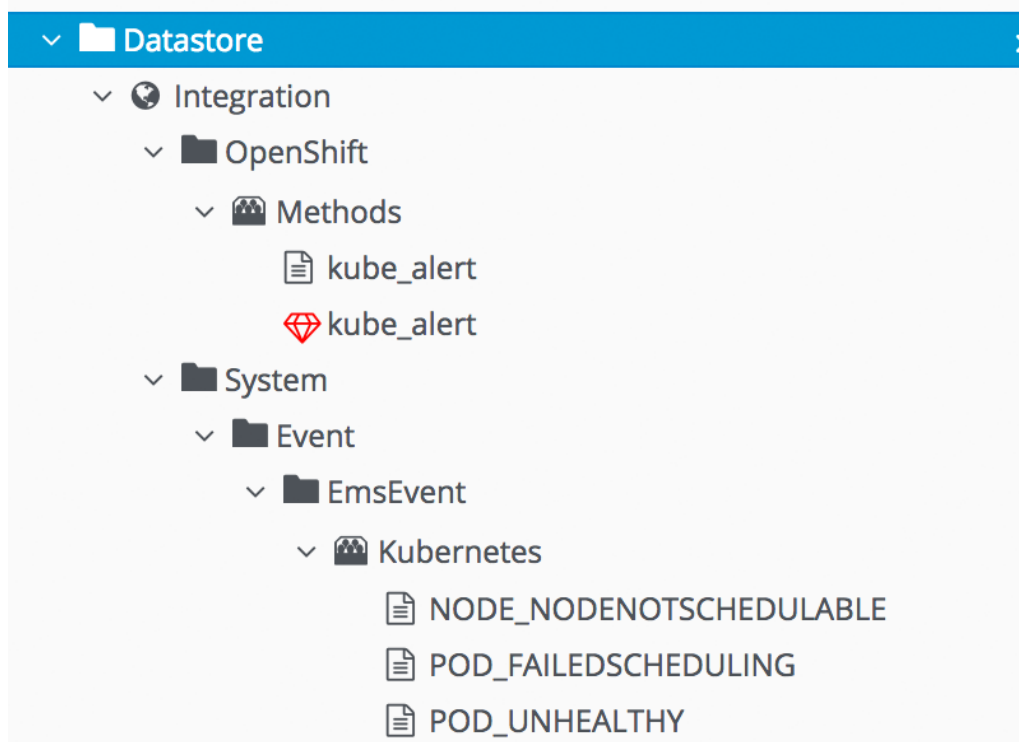 Datastore
Integration
OpenShift
Methods
kube_alert
kube_alert
System
Event
EmsEvent
Kubernetes
NODE_NODENOTSCHEDULABLE
POD_FAILEDSCHEDULING
POD_UNHEALTHY